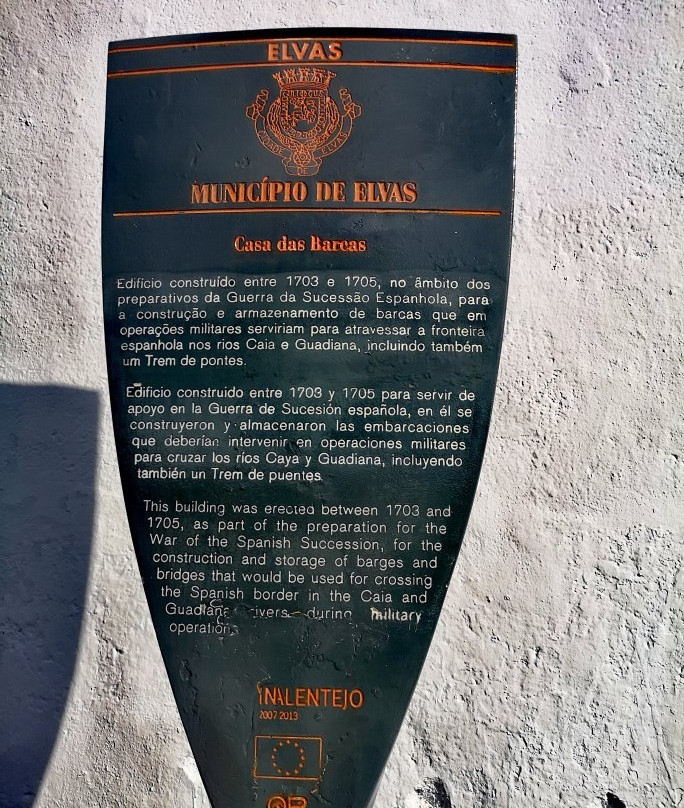 ELVAS
CIDADE DE ELVAS
MUNICÍPIO DE ELVAS
Casa das Barcas
Edifício construído entre 1703 e 1705, no âmbito dos
preparativos da Guerra da Sucessão Espanhola, para
a construção e armazenamento de barcas que em
operações militares serviriam para atravessar a fronteira
espanhola nos rios Caia e Guadiana, incluindo também
um Trem de pontes.
Edificio construido entre 1703 y 1705 para servir de
apoyo en la Guerra de Sucesión española, en él se
construyeron y almacenaron las embarcaciones
que deberían intervenir en operaciones militares
para cruzar los ríos Caya y Guadiana, incluyendo
también un Trem de puentes.
This building was erected between 1703 and
1705, as part of the preparation for the
War of the Spanish Succession, for the
construction and storage of barges and
bridges that would be used for crossing
the Spanish border in the Caia and
Guadiana rivers during military
operations
INALENTEJO
2007.2013